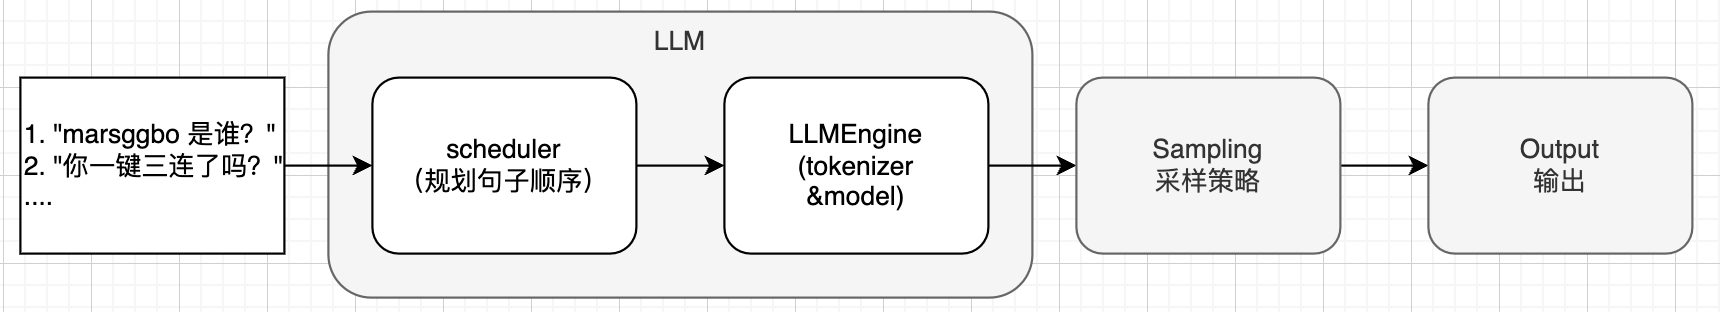 LLM
1. "marsggbo 是谁？"
2. "你一键三连了吗？"
....
scheduler
（规划句子顺序）
LLMEngine
(tokenizer
&model)
Sampling
采样策略
Output
输出